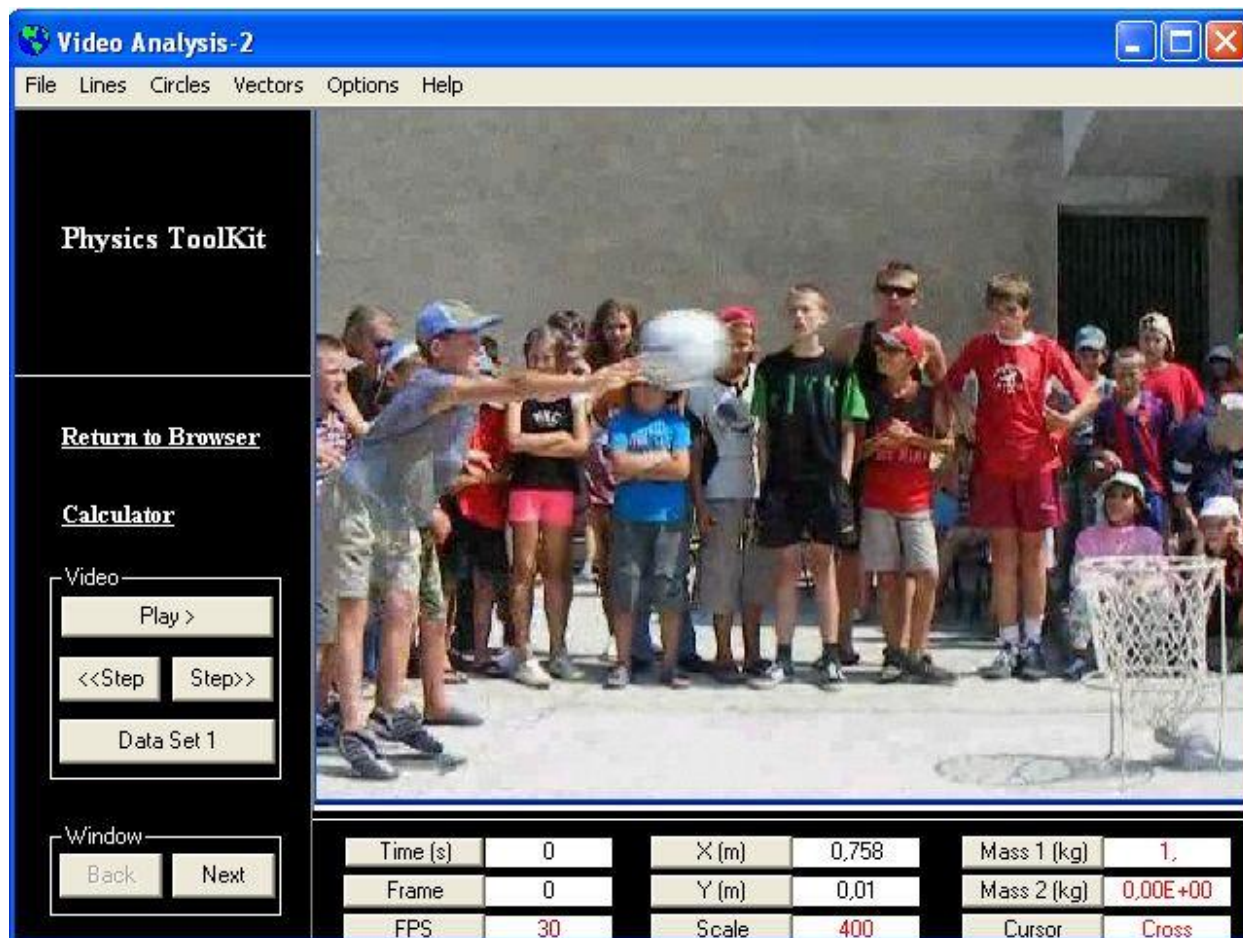 Video Analysis-2
File Lines Circles Vectors Options Help
Physics ToolKit
Return to Browser
Calculator
Video
Play >
<<Step Step>>
Data Set 1
Window
Back Next
Time (s) 0 X (m) 0,758 Mass 1 (kg) 1,
Frame 0 Y (m) 0,01 Mass 2 (kg) 0,00E+00
FPS 30 Scale 400 Cursor Cross